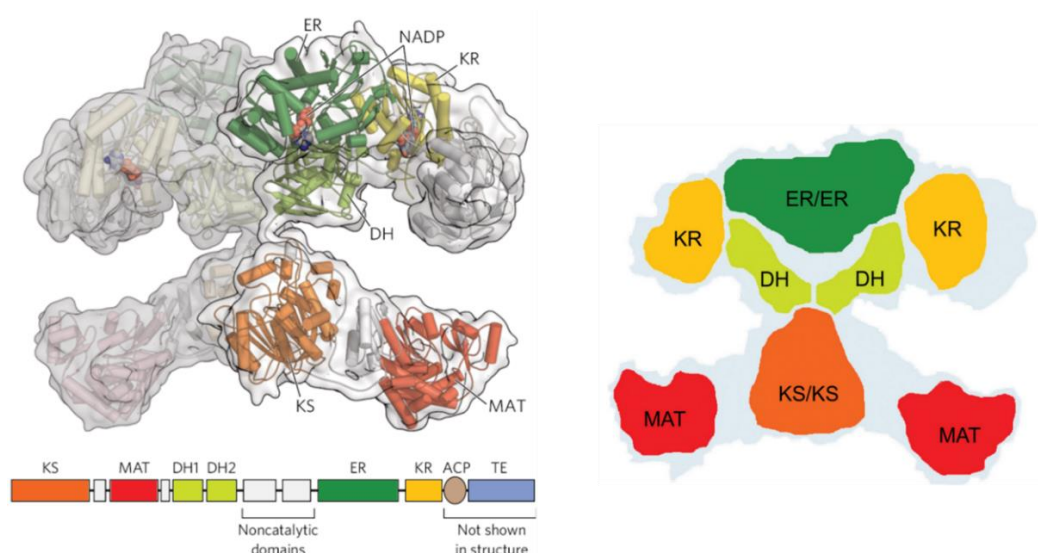 ER
NADP
KR
DH
KS
MAT
KS MAT DH1 DH2 ER KR ACP TE
Noncatalytic
domains
Not shown
in structure
ER/ER
KR
KR
DH
DH
KS/KS
MAT
MAT